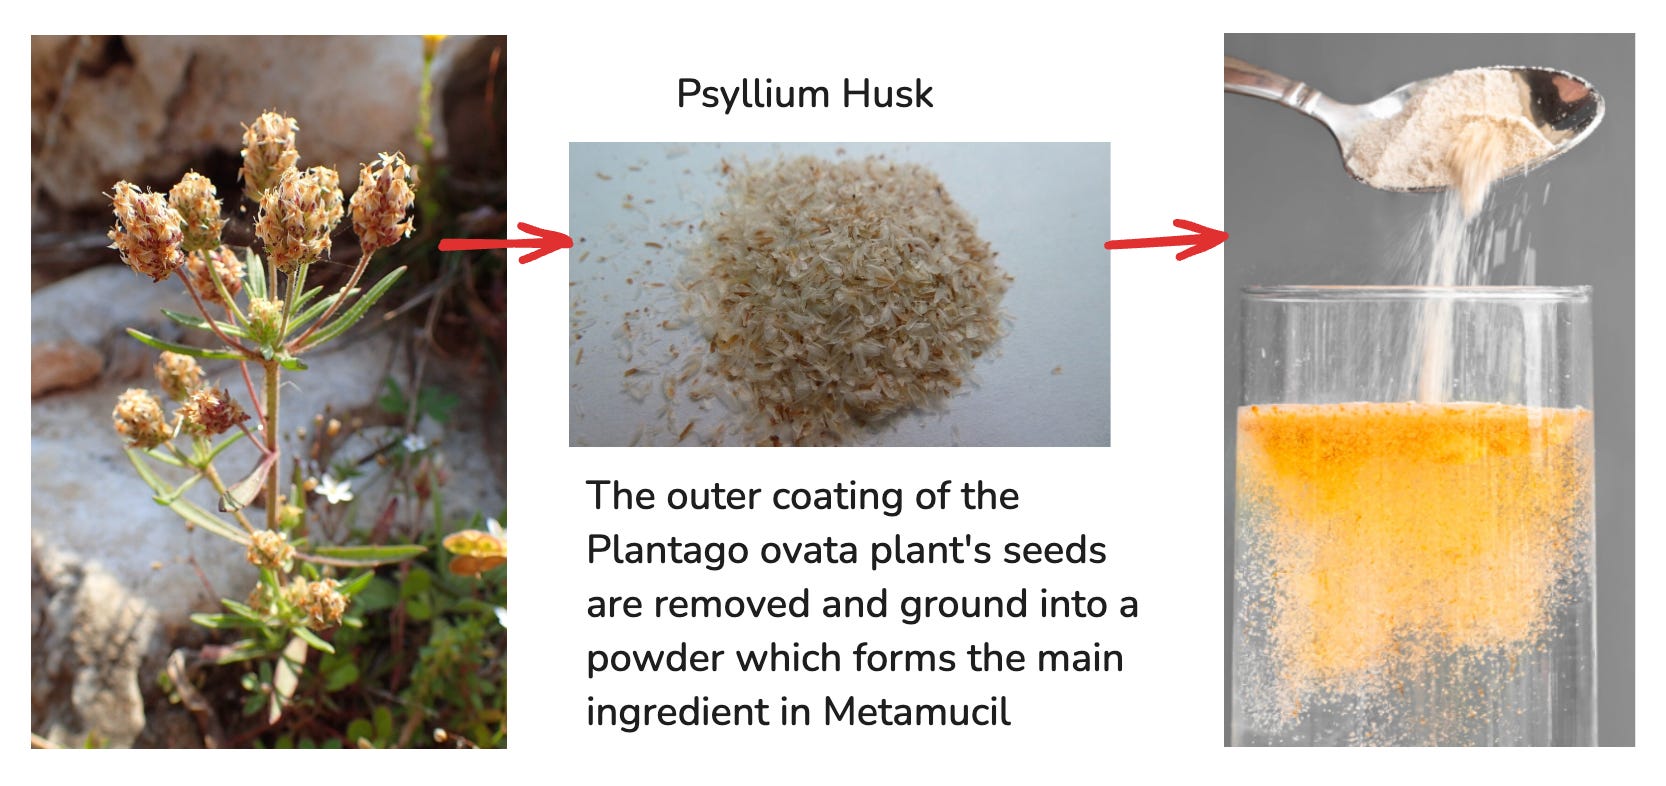 Psyllium Husk
The outer coating of the
Plantago ovata plant's seeds
are removed and ground into a
powder which forms the main
ingredient in Metamucil